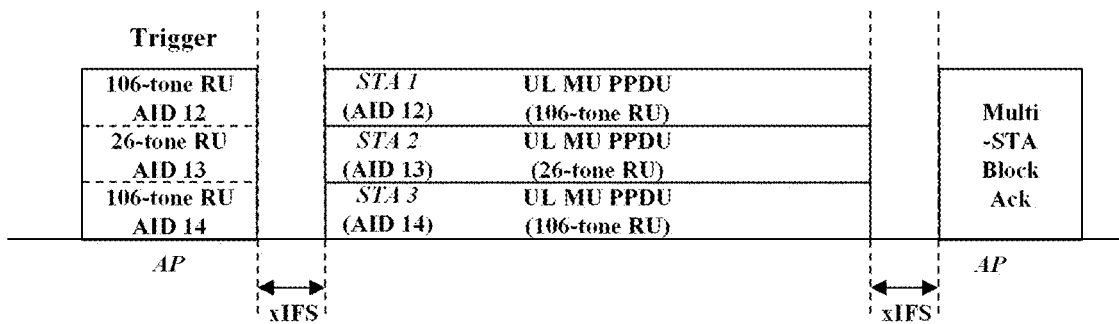 Trigger
106-tone RU
AID 12
26-tone RU
AID 13
106-tone RU
AID 14
STA 1 UL MU PPDU
(AID 12) (106-tone RU)
STA 2 UL MU PPDU
(AID 13) (26-tone RU)
STA 3 UL MU PPDU
(AID 14) (106-tone RU)
Multi
-STA
Block
Ack
AP
AP
xIFS
xIFS